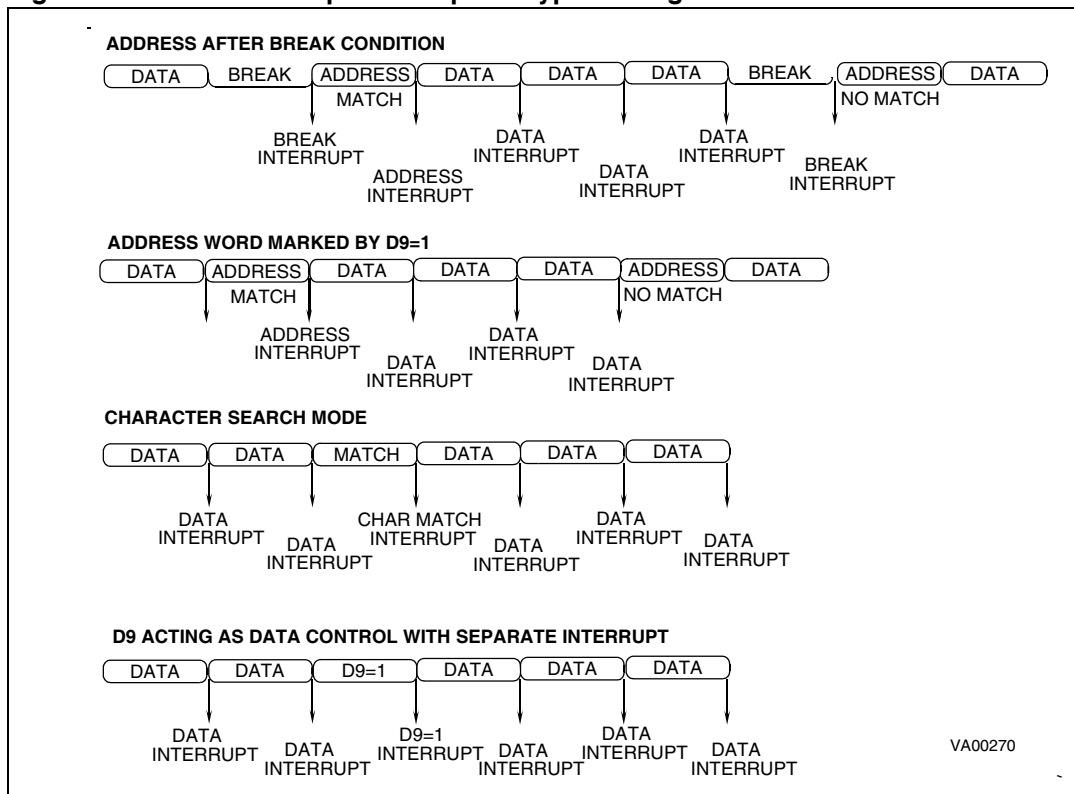 ADDRESS AFTER BREAK CONDITION
DATA BREAK ADDRESS DATA DATA DATA BREAK ADDRESS DATA
MATCH NO MATCH
BREAK INTERRUPT
ADDRESS INTERRUPT
DATA INTERRUPT
DATA INTERRUPT
DATA INTERRUPT
BREAK INTERRUPT
ADDRESS WORD MARKED BY D9=1
DATA ADDRESS DATA DATA DATA ADDRESS DATA
MATCH NO MATCH
ADDRESS INTERRUPT
DATA INTERRUPT
DATA INTERRUPT
DATA INTERRUPT
CHARACTER SEARCH MODE
DATA DATA MATCH DATA DATA DATA
DATA INTERRUPT
DATA INTERRUPT
CHAR MATCH INTERRUPT
DATA INTERRUPT
DATA INTERRUPT
DATA INTERRUPT
D9 ACTING AS DATA CONTROL WITH SEPARATE INTERRUPT
DATA DATA D9=1 DATA DATA DATA
DATA INTERRUPT
DATA INTERRUPT
D9=1 INTERRUPT
DATA INTERRUPT
DATA INTERRUPT
DATA INTERRUPT
VA00270